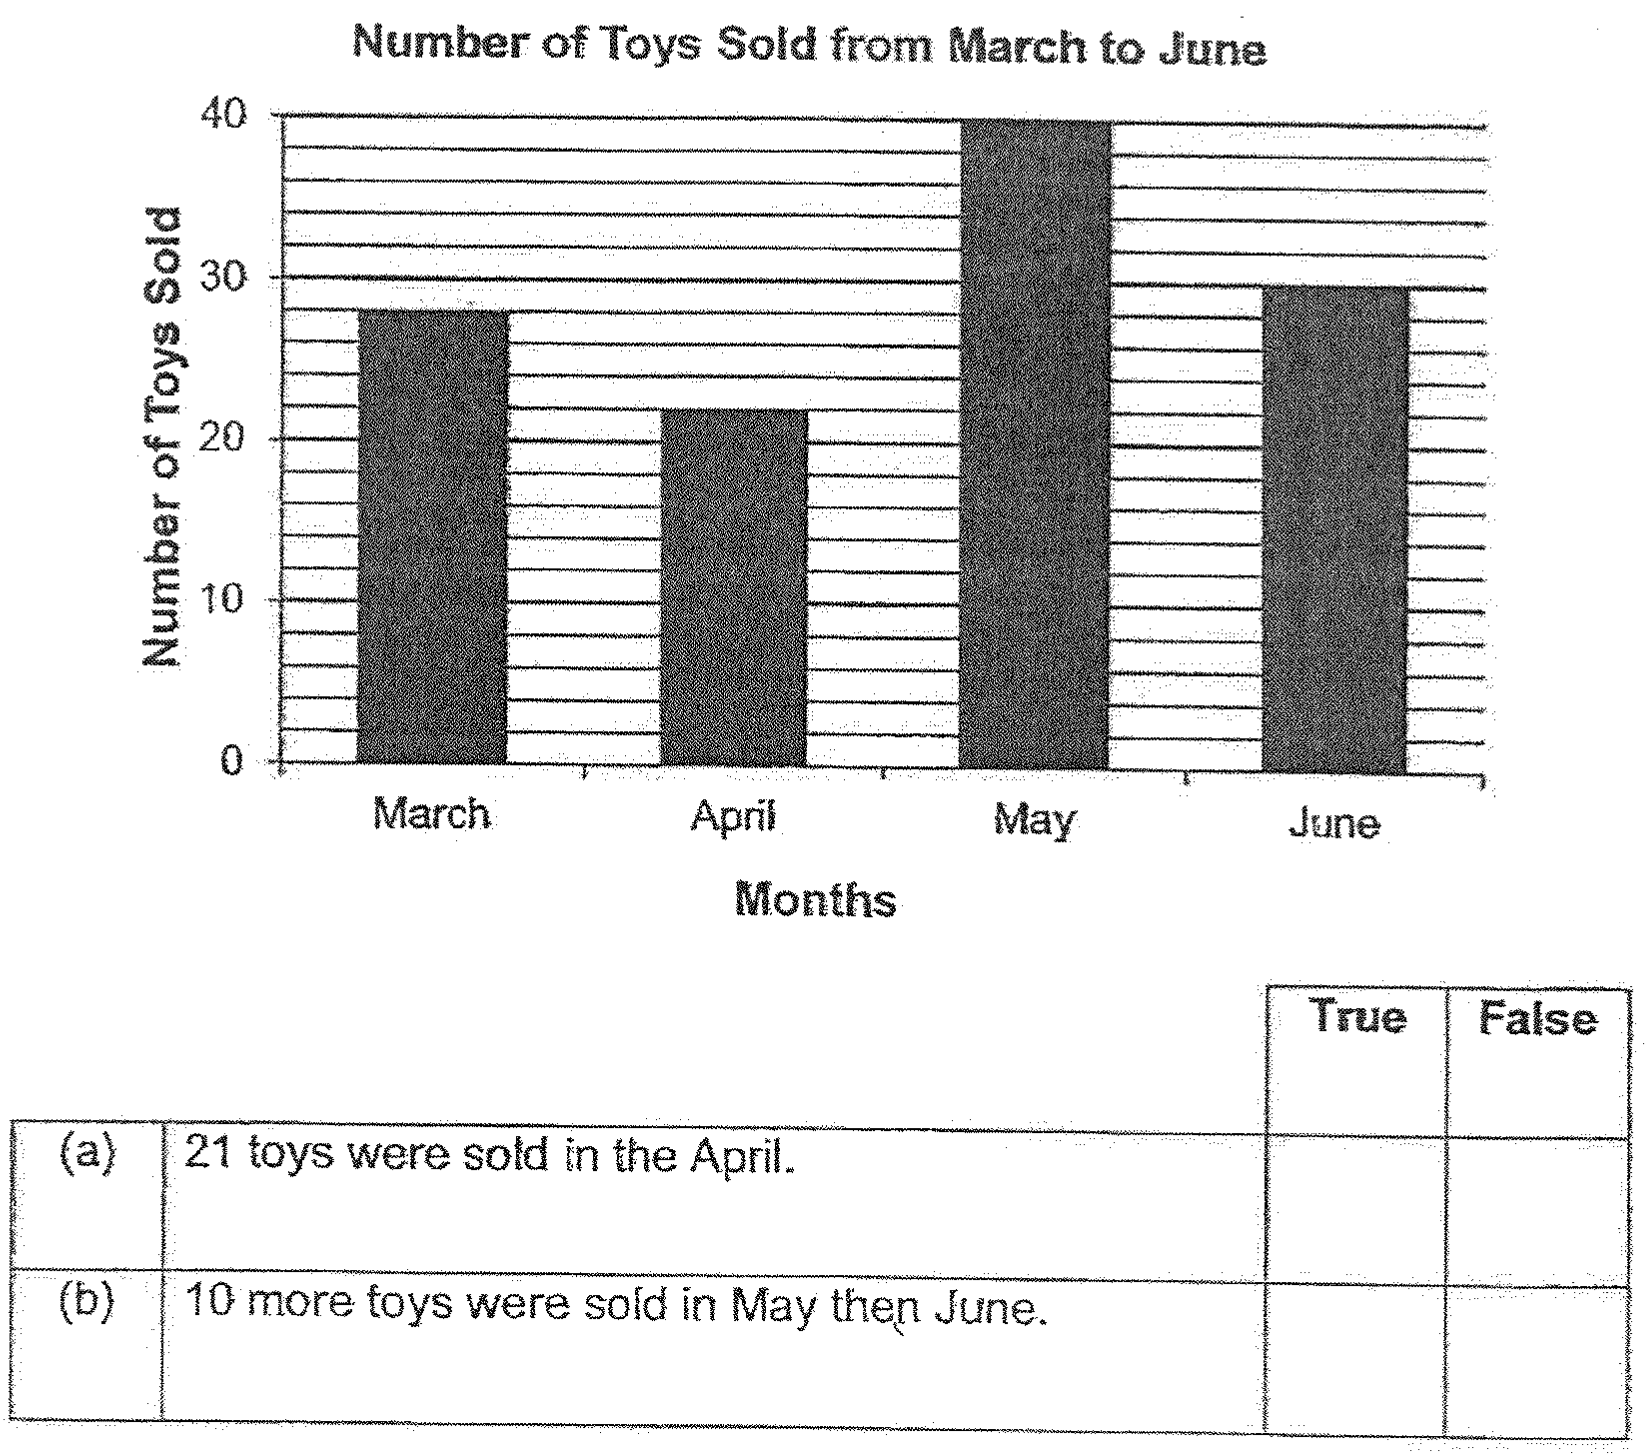 Number of Toys Sold from March to June
40
30
20
10
0
Number of Toys Sold
March April May June
Months
True False
(a) 21 toys were sold in the April.
(b) 10 more toys were sold in May then June.